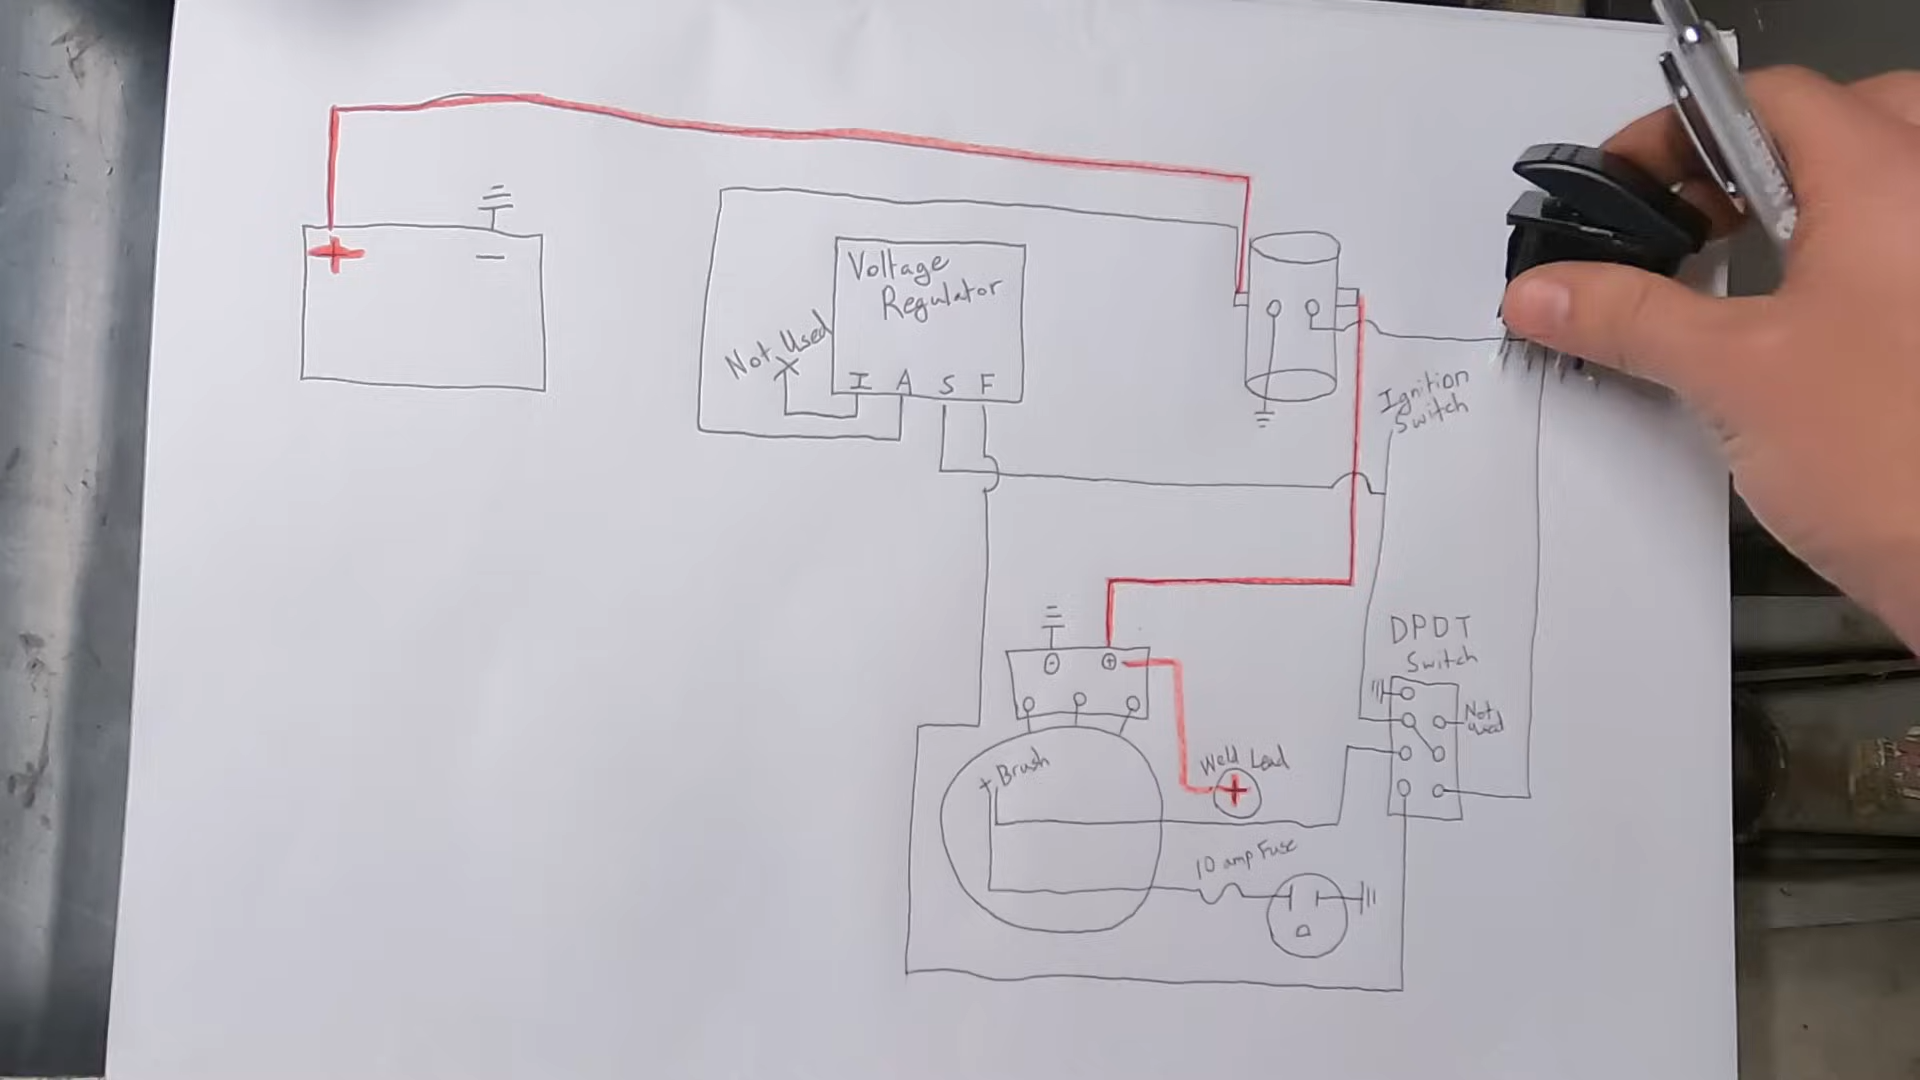 +
−
Voltage
Regulator
Not Used
I A S F
Ignition
Switch
DPDT
Switch
Not
Used
- +
+ Brush
Weld Lead
+
10 amp Fuse